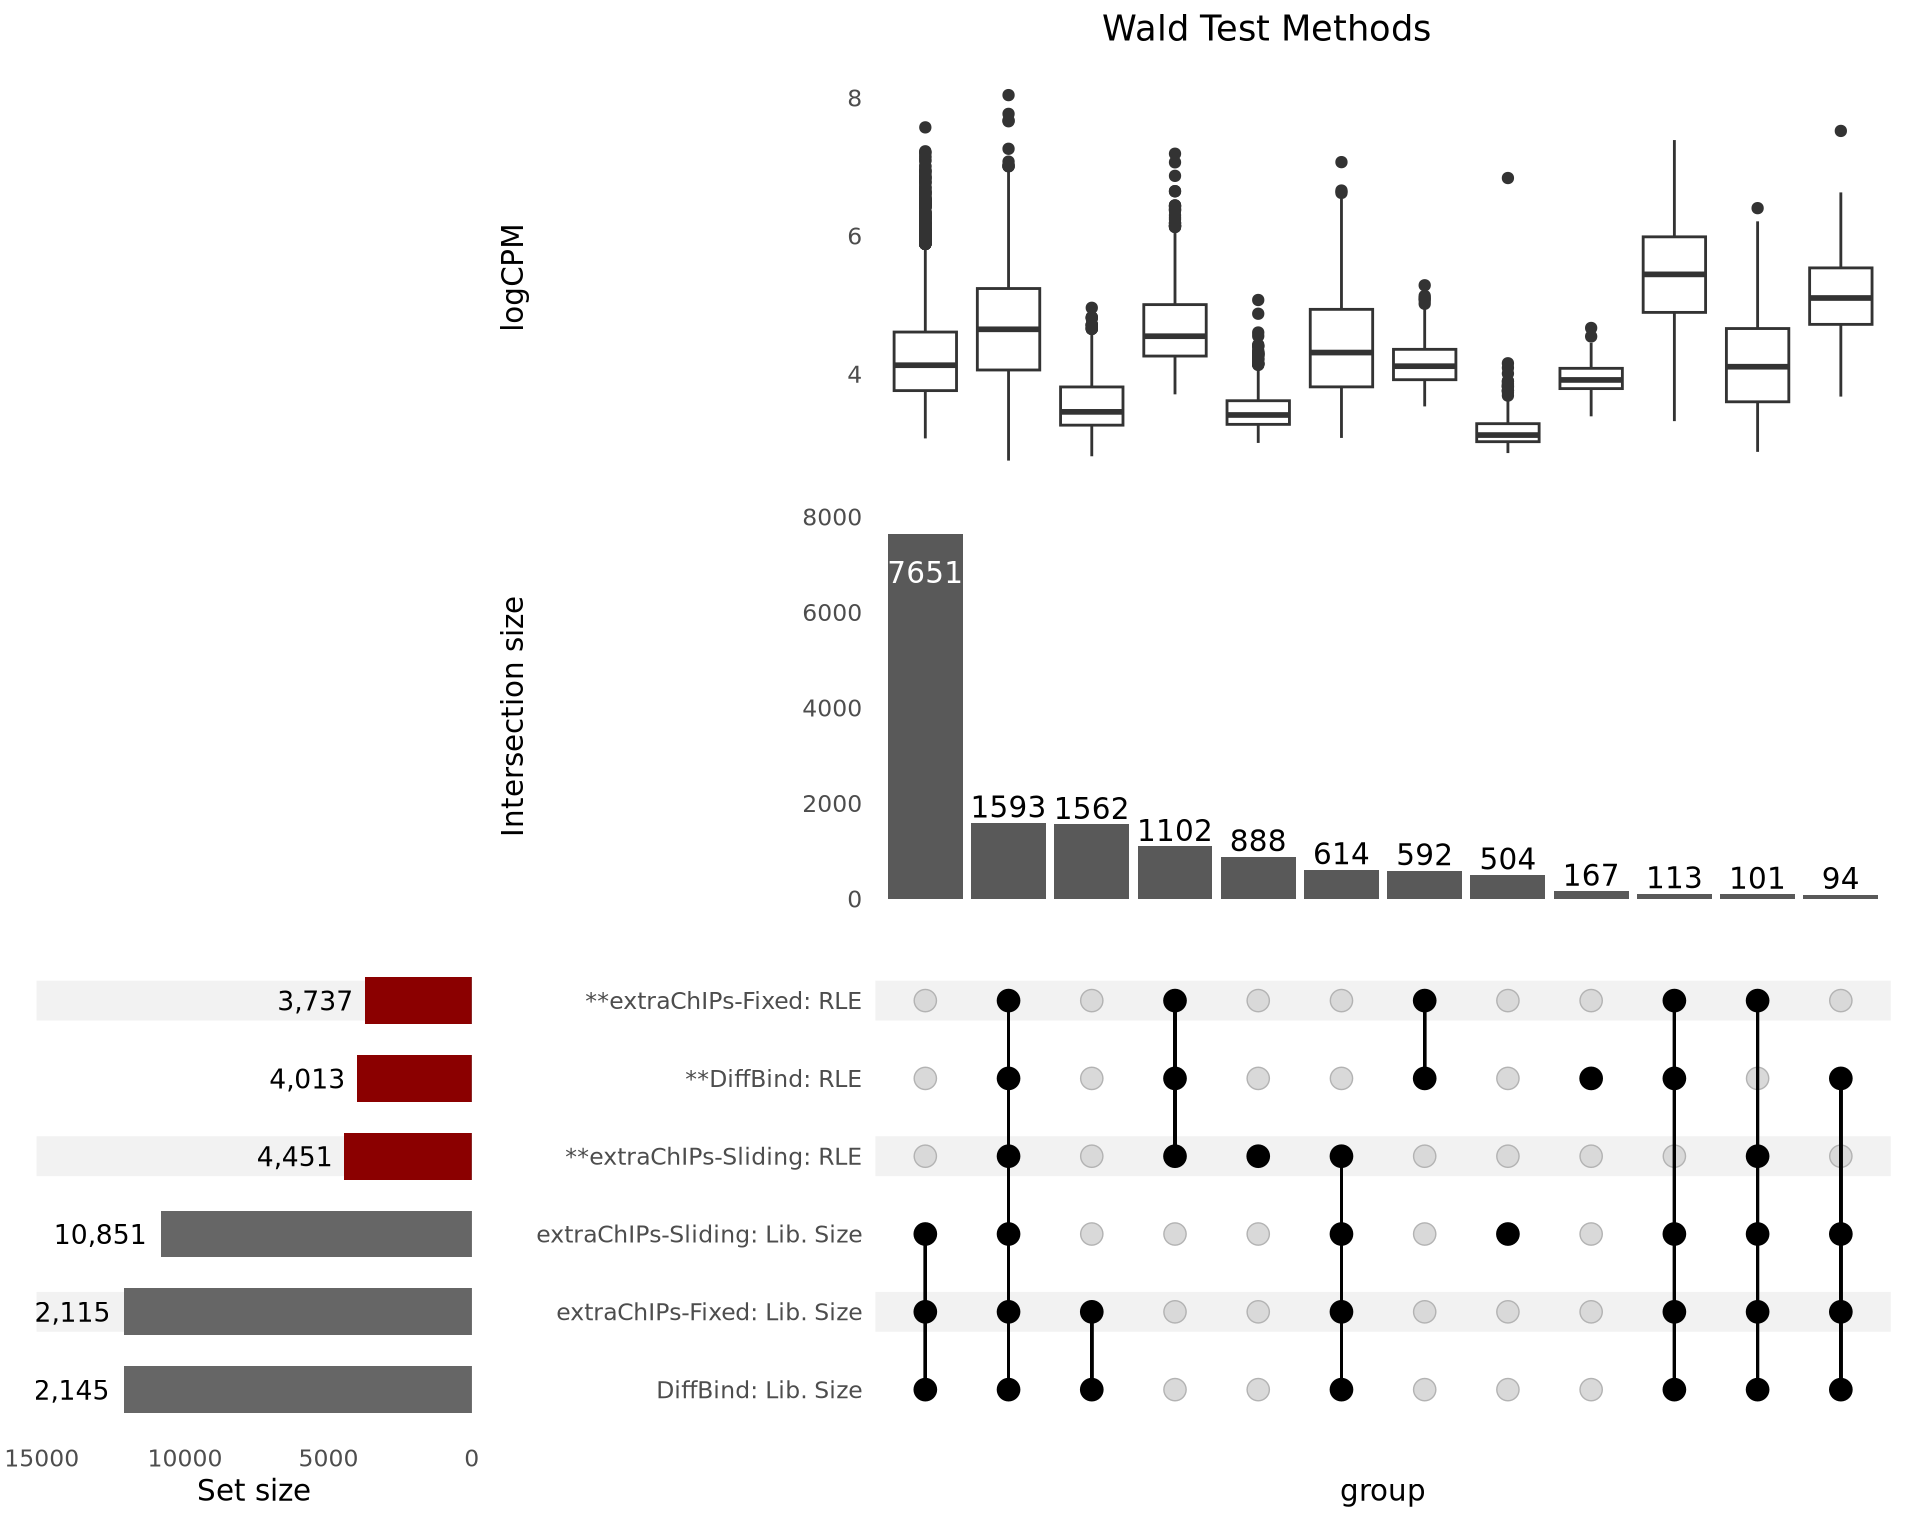 Wald Test Methods
logCPM
8
6
4
Intersection size
8000
6000
4000
2000
0
7651
1593
1562
1102
888
614
592
504
167
113
101
94
3,737
**extraChIPs-Fixed: RLE
4,013
**DiffBind: RLE
4,451
**extraChIPs-Sliding: RLE
10,851
extraChIPs-Sliding: Lib. Size
2,115
extraChIPs-Fixed: Lib. Size
2,145
DiffBind: Lib. Size
15000
10000
5000
0
Set size
group